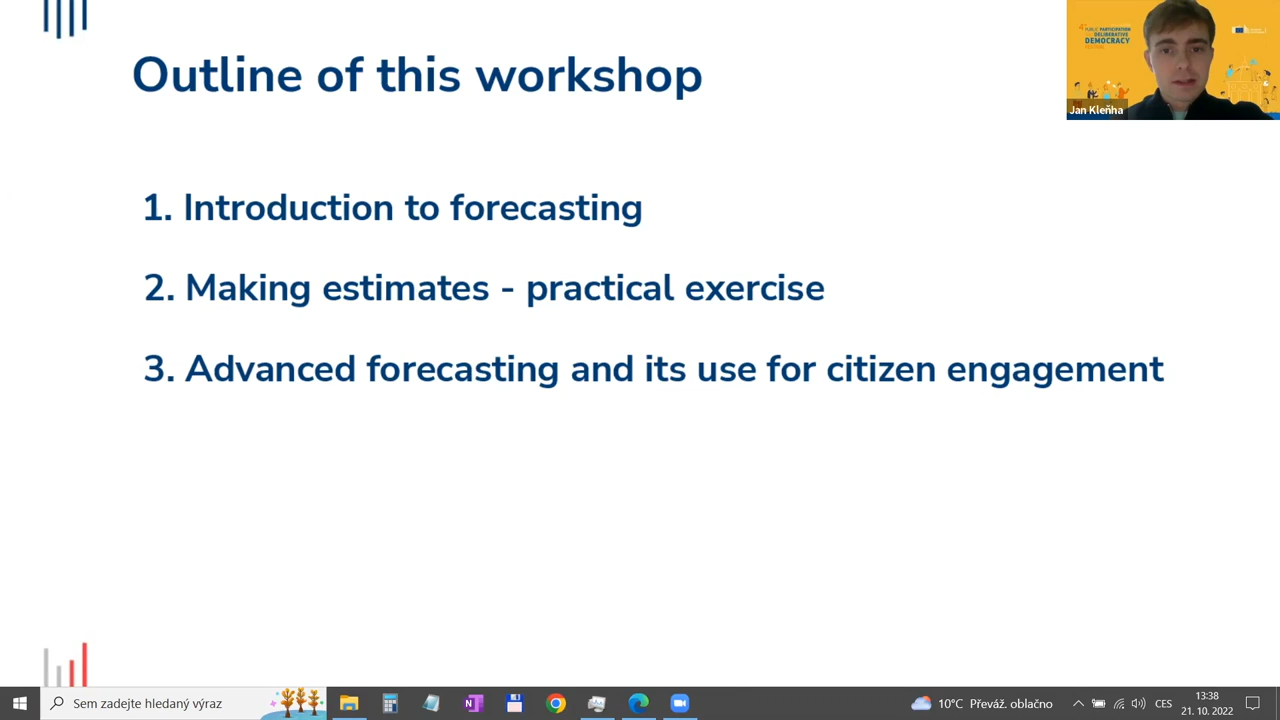 Outline of this workshop
1. Introduction to forecasting
2. Making estimates - practical exercise
3. Advanced forecasting and its use for citizen engagement
PUBLIC PARTICIPATION
DELIBERATIVE
DEMOCRACY
Jan Kleňha
Sem zadejte hledaný výraz
10°C Převáž. oblačno
CES
13:38
21. 10. 2022